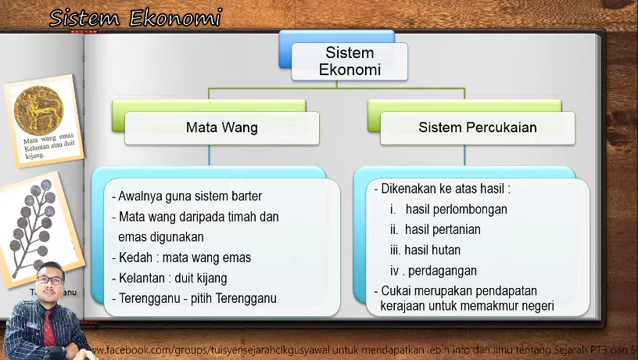 Sistem Ekonomi
Sistem
Ekonomi
Mata Wang
Sistem Percukaian
Mata wang emas
Kelantan atau duit
kijang.
- Awalnya guna sistem barter
- Mata wang daripada timah dan
emas digunakan
- Kedah : mata wang emas
- Kelantan : duit kijang
- Terengganu - pitih Terengganu
- Dikenakan ke atas hasil :
i. hasil perlombongan
ii. hasil pertanian
iii. hasil hutan
iv . perdagangan
- Cukai merupakan pendapatan
kerajaan untuk memakmur negeri
.facebook.com/groups/tuisyensejarahcikgusyawal untuk mendapatkan lebih info dan ilmu tentang Sejarah PT3 dan